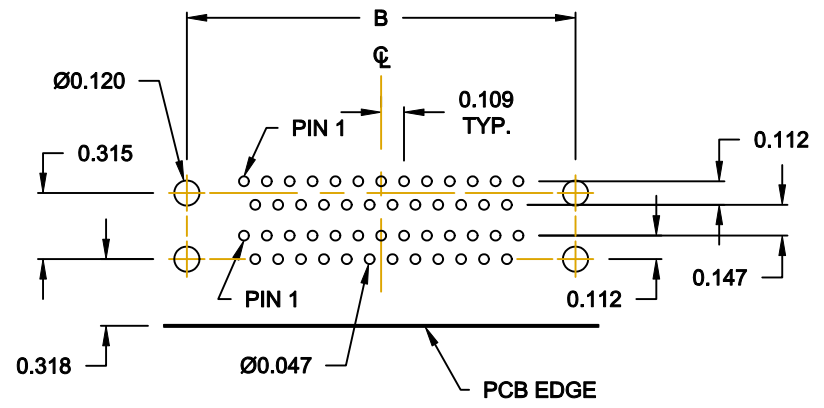 B
℄
Ø0.120
0.109
TYP.
PIN 1
0.112
0.315
0.147
PIN 1
0.112
0.318
Ø0.047
PCB EDGE